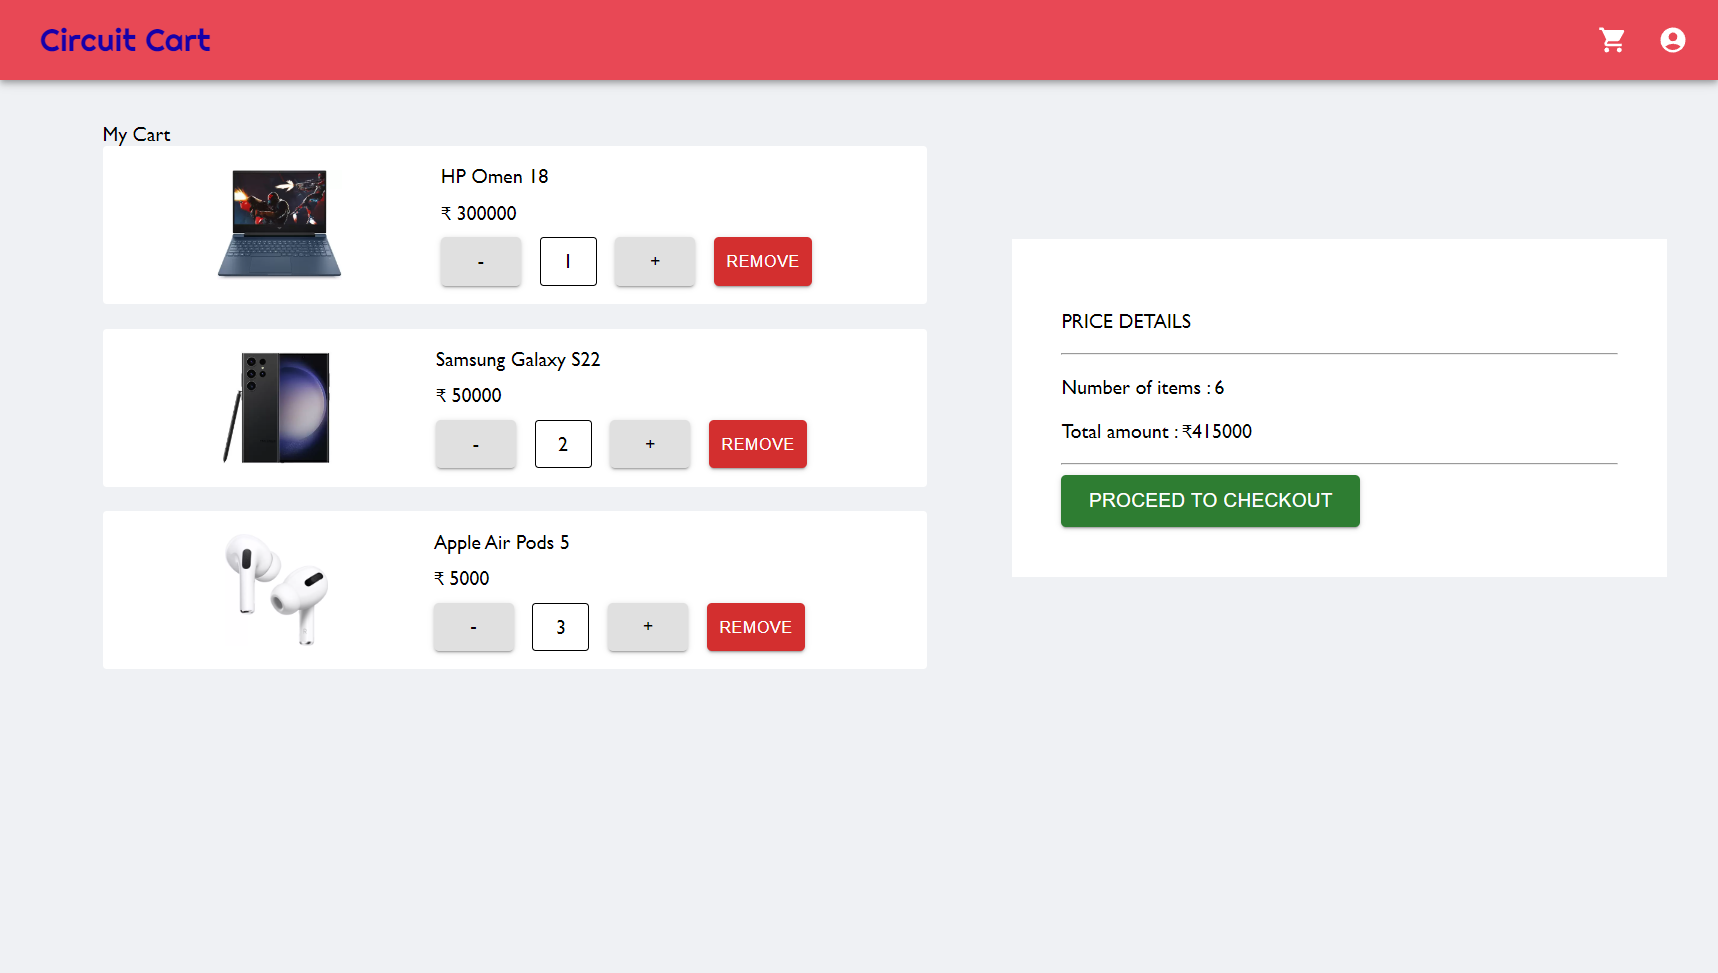 Circuit Cart
My Cart
HP Omen 18
₹ 300000
- 1 + REMOVE
Samsung Galaxy S22
₹ 50000
- 2 + REMOVE
Apple Air Pods 5
₹ 5000
- 3 + REMOVE
PRICE DETAILS
Number of items : 6
Total amount : ₹415000
PROCEED TO CHECKOUT